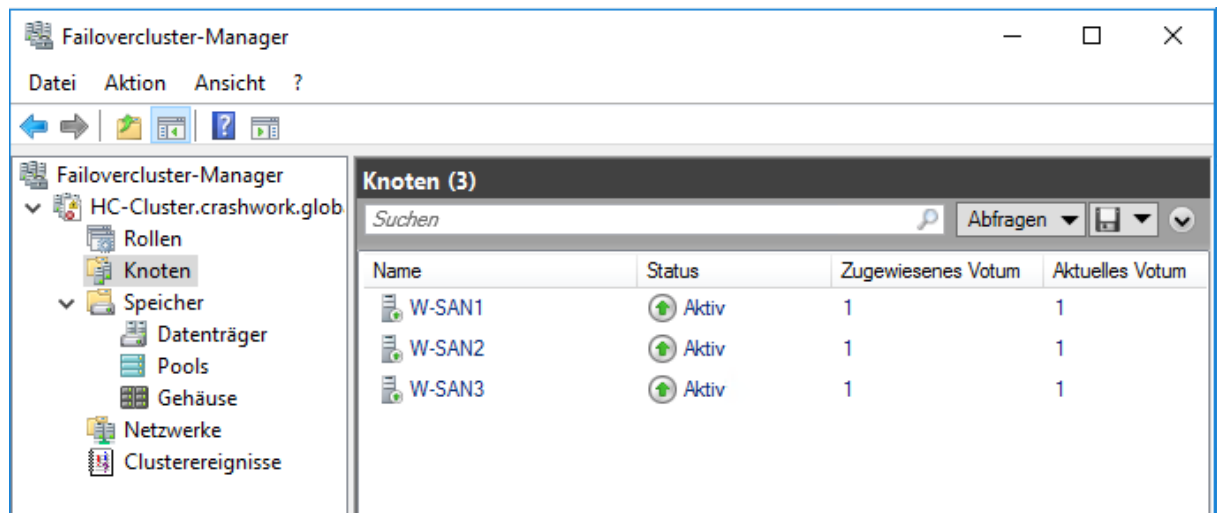 Failovercluster-Manager
Datei Aktion Ansicht ?
Failovercluster-Manager
HC-Cluster.crashwork.glob
Rollen
Knoten
Speicher
Datenträger
Pools
Gehäuse
Netzwerke
Clusterereignisse
Knoten (3)
Suchen Abfragen
Name Status Zugewiesenes Votum Aktuelles Votum
W-SAN1 Aktiv 1 1
W-SAN2 Aktiv 1 1
W-SAN3 Aktiv 1 1